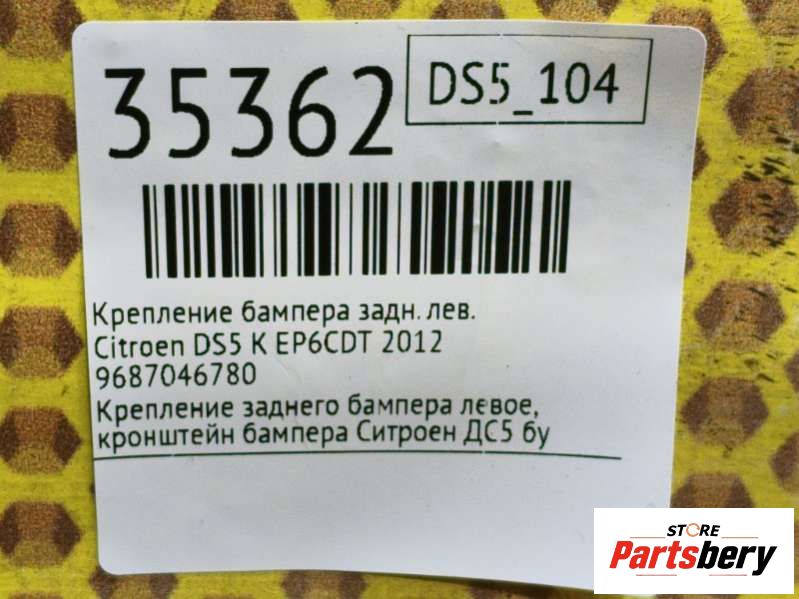 35362
DS5_104
Крепление бампера задн. лев.
Citroen DS5 K EP6CDT 2012
9687046780
Крепление заднего бампера левое,
кронштейн бампера Ситроен ДС5 бу
STORE
Partsbery